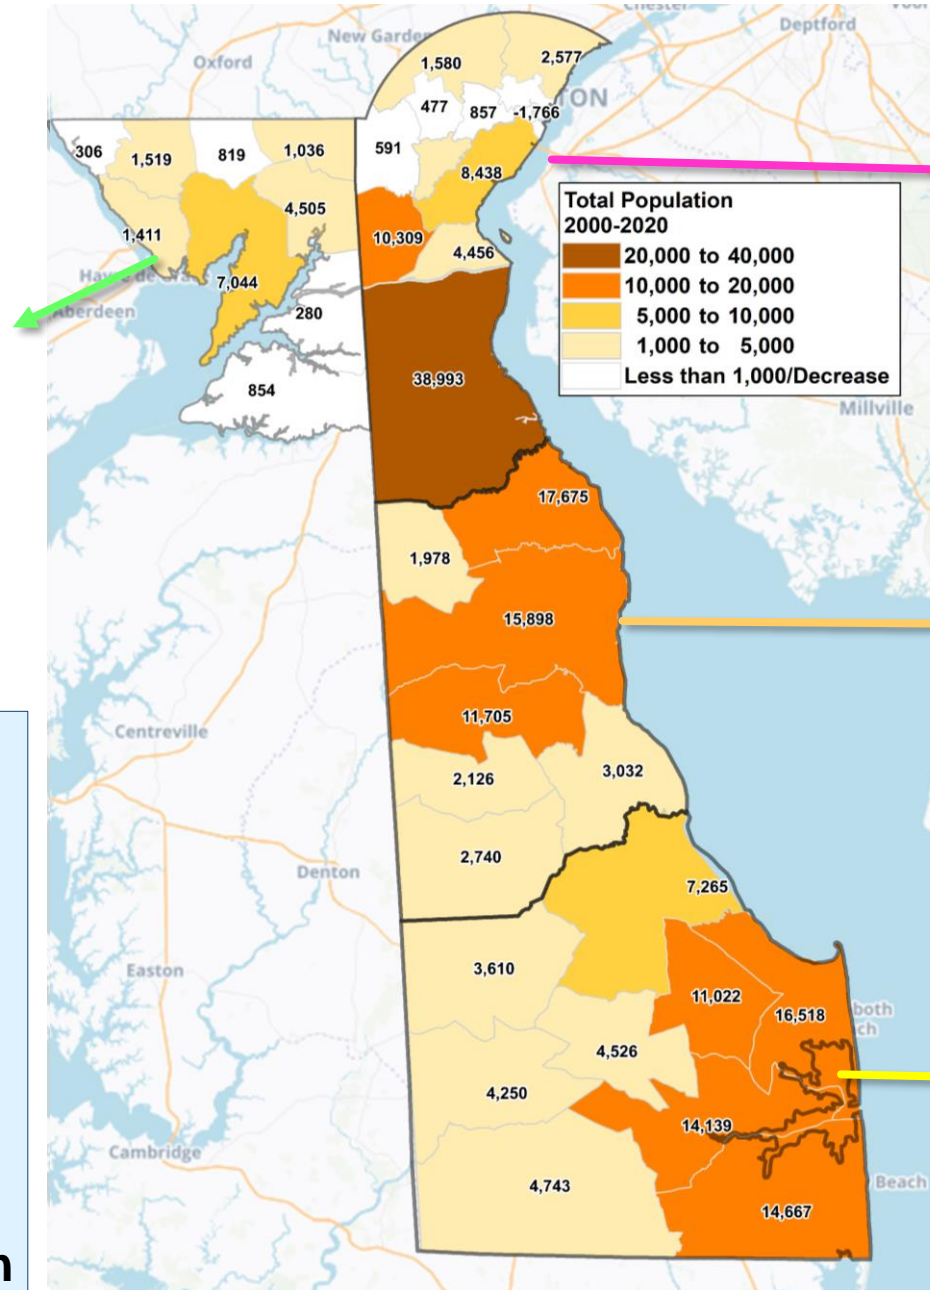 Chester
Deptford
New Garden
Oxford
1,580
2,577
TON
477
857
-1,766
306
1,519
819
1,036
591
8,438
4,505
1,411
10,309
4,456
Total Population
2000-2020
20,000 to 40,000
10,000 to 20,000
5,000 to 10,000
1,000 to 5,000
Less than 1,000/Decrease
7,044
Aberdeen
280
38,993
854
Millville
17,675
1,978
15,898
11,705
Centreville
2,126
3,032
2,740
Denton
7,265
3,610
Easton
11,022
16,518
both
ch
4,526
4,250
14,139
Cambridge
4,743
Beach
14,667
n